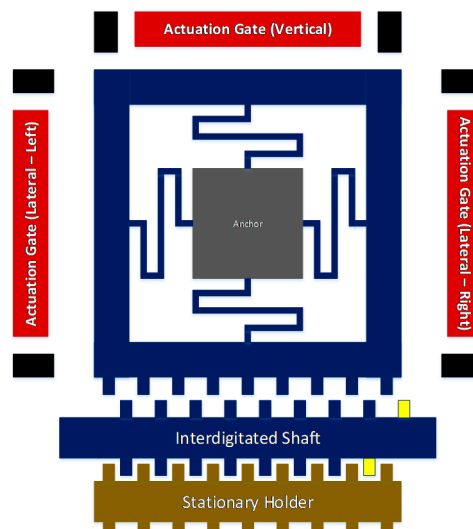 Actuation Gate (Vertical)
Actuation Gate (Lateral – Left)
Actuation Gate (Lateral – Right)
Anchor
Interdigitated Shaft
Stationary Holder